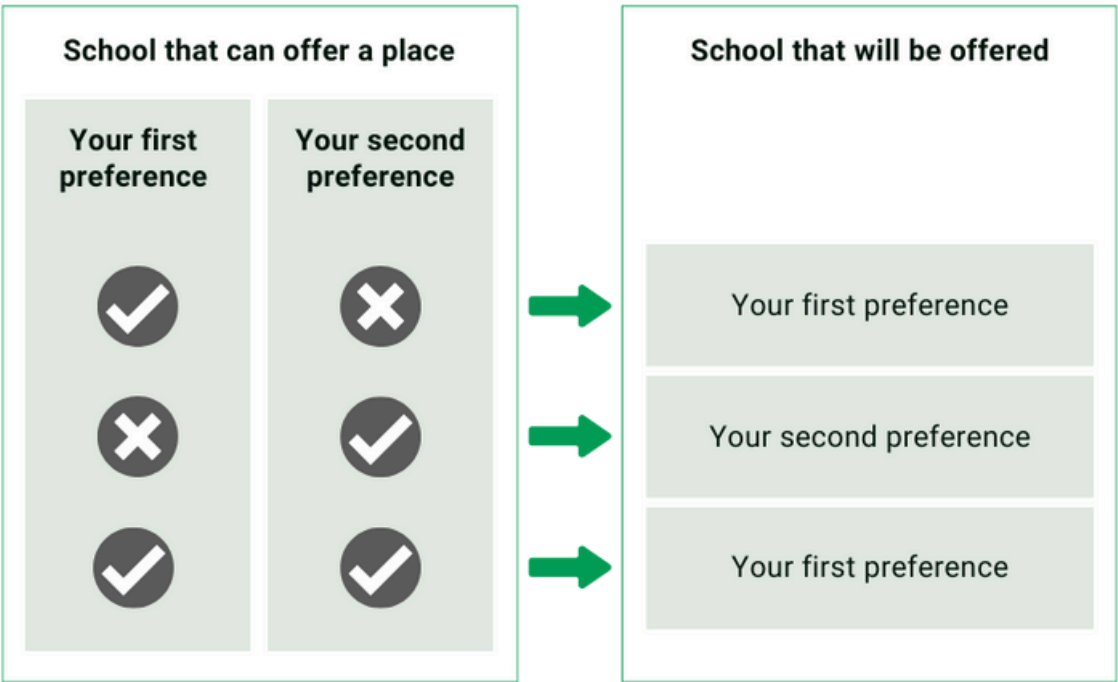 School that can offer a place
Your first
preference
Your second
preference
School that will be offered
Your first preference
Your second preference
Your first preference